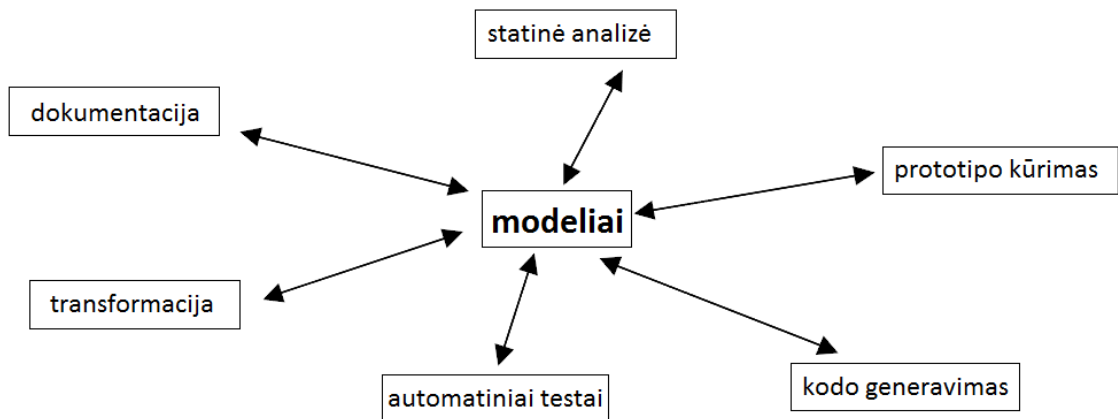 statinė analizė
dokumentacija
prototipo kūrimas
modeliai
transformacija
automatiniai testai
kodo generavimas